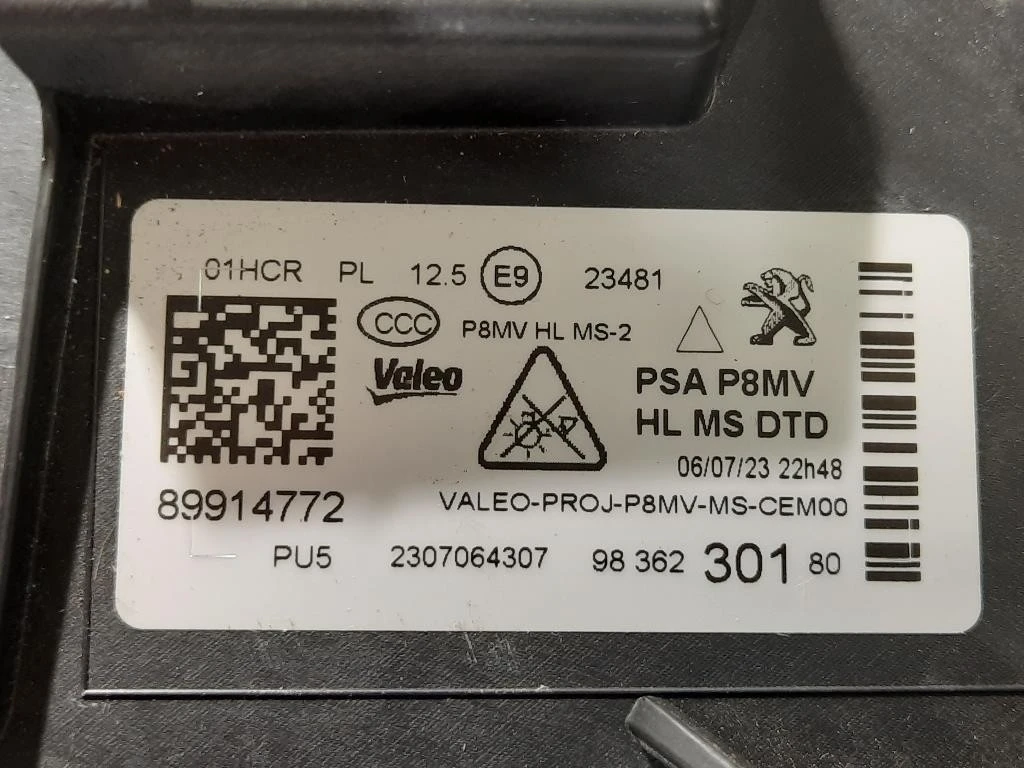 01HCR PL 12.5 E9 23481
CCC P8MV HL MS-2
Valeo PSA P8MV
HL MS DTD
06/07/23 22h48
89914772 VALEO-PROJ-P8MV-MS-CEM00
PU5 2307064307 98 362 301 80